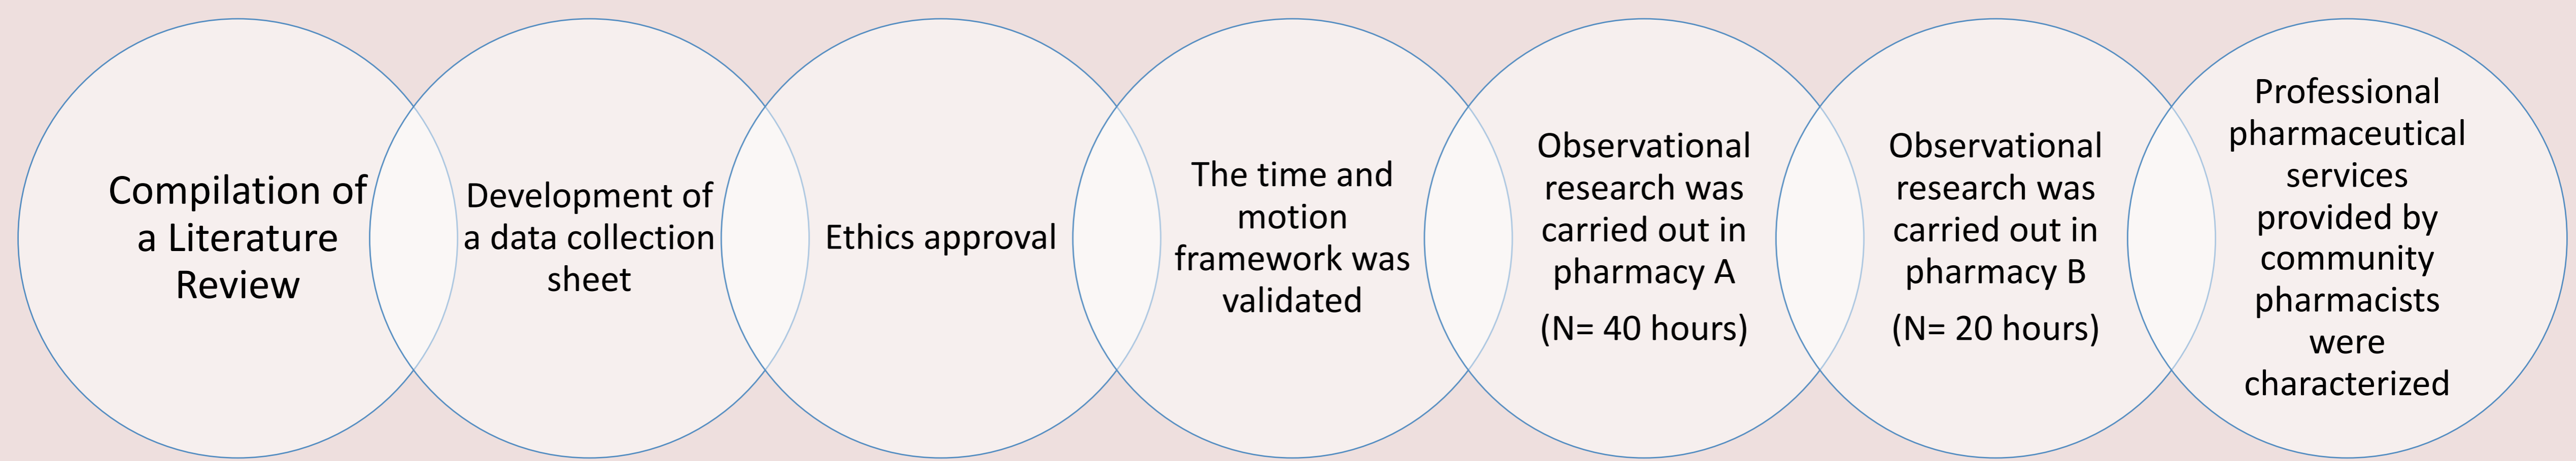 Compilation of
a Literature
Review
Development of
a data collection
sheet
Ethics approval
The time and
motion
framework was
validated
Observational
research was
carried out in
pharmacy A
(N= 40 hours)
Observational
research was
carried out in
pharmacy B
(N= 20 hours)
Professional
pharmaceutical
services
provided by
community
pharmacists
were
characterized